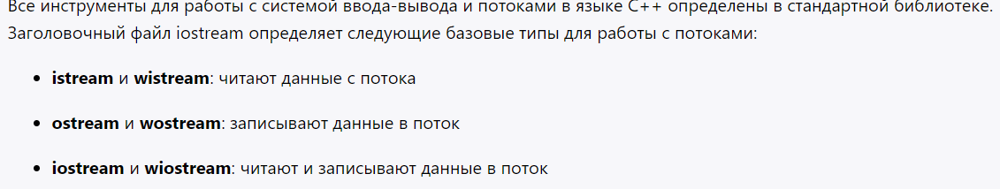 Все инструменты для работы с системой ввода-вывода и потоками в языке C++ определены в стандартной библиотеке.
Заголовочный файл iostream определяет следующие базовые типы для работы с потоками:
• istream и wistream: читают данные с потока
• ostream и wostream: записывают данные в поток
• iostream и wiostream: читают и записывают данные в поток